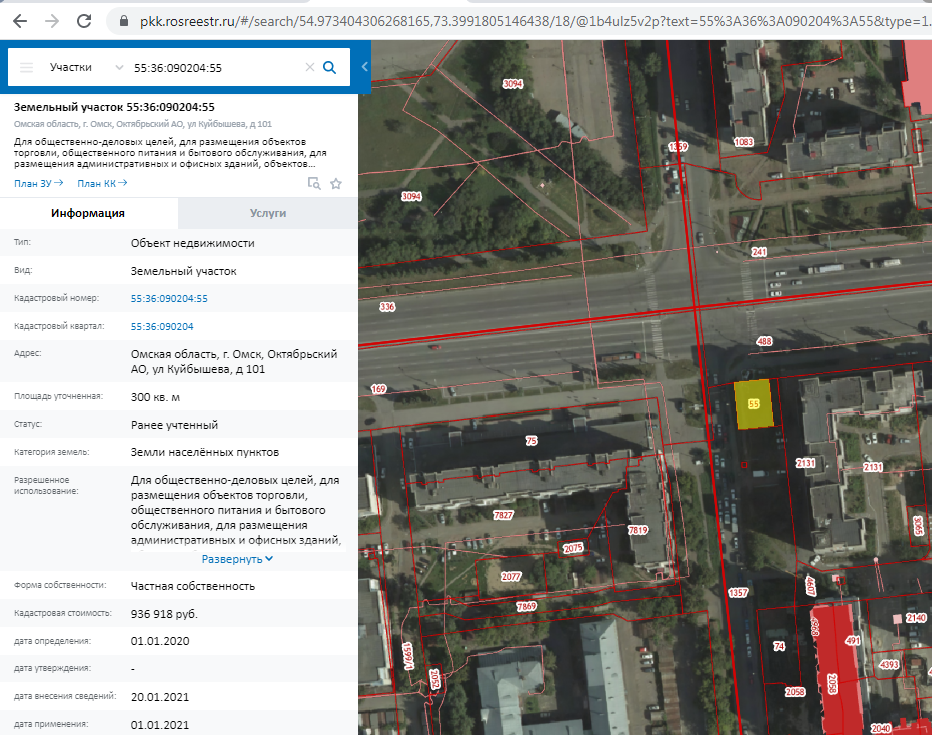 pkk.rosreestr.ru/#/search/54.973404306268165,73.3991805146438/18/@1b4ulz5v2p?text=55%3A36%3A090204%3A55&type=1.
Участки 55:36:090204:55
Земельный участок 55:36:090204:55
Омская область, г. Омск, Октябрьский АО, ул Куйбышева, д 101
Для общественно-деловых целей, для размещения объектов
торговли, общественного питания и бытового обслуживания, для
размещения административных и офисных зданий, объектов...
План ЗУ → План КК →
Информация Услуги
Тип: Объект недвижимости
Вид: Земельный участок
Кадастровый номер: 55:36:090204:55
Кадастровый квартал: 55:36:090204
Адрес: Омская область, г. Омск, Октябрьский
АО, ул Куйбышева, д 101
Площадь уточненная: 300 кв. м
Статус: Ранее учтенный
Категория земель: Земли населённых пунктов
Разрешенное
использование:
Для общественно-деловых целей, для
размещения объектов торговли,
общественного питания и бытового
обслуживания, для размещения
административных и офисных зданий,
Развернуть
Форма собственности: Частная собственность
Кадастровая стоимость: 936 918 руб.
дата определения: 01.01.2020
дата утверждения: -
дата внесения сведений: 20.01.2021
дата применения: 01.01.2021
3094
1359
1083
3094
241
336
488
169
55
75
2131
2131
7827
7819
3065
2075
2077
4607
1357
7869
2140
491
74
1599/1
4393
2052
2058
2058
2040